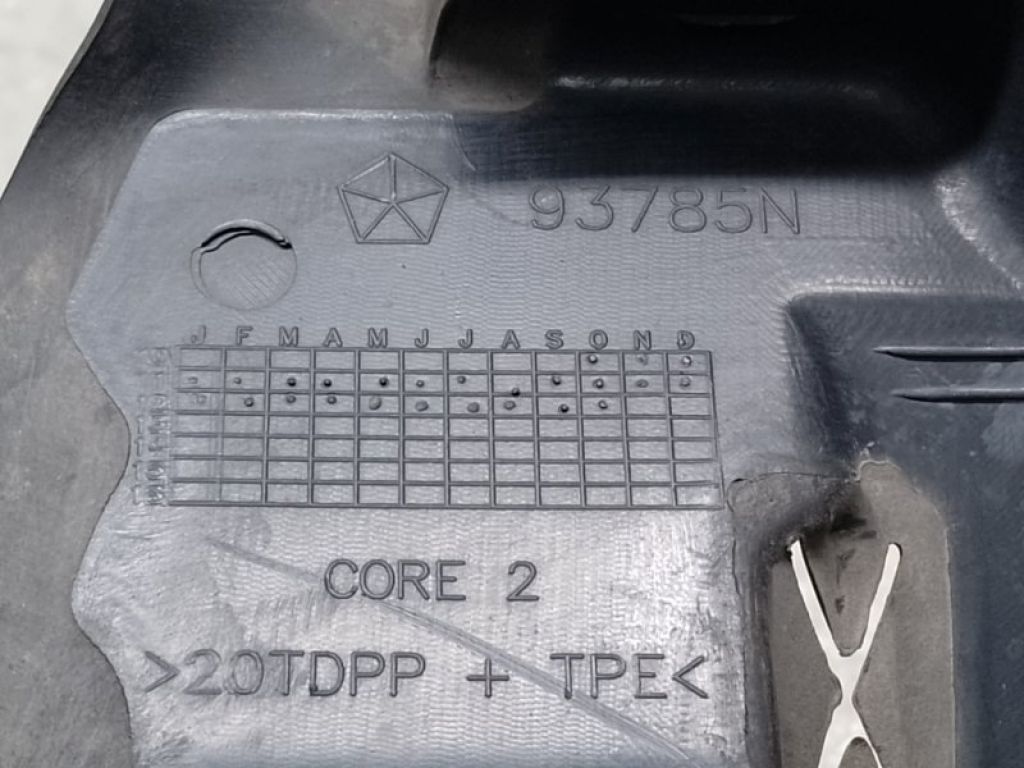 93785N
J F M A M J J A S O N D
CORE 2
>20TDPP + TPE<